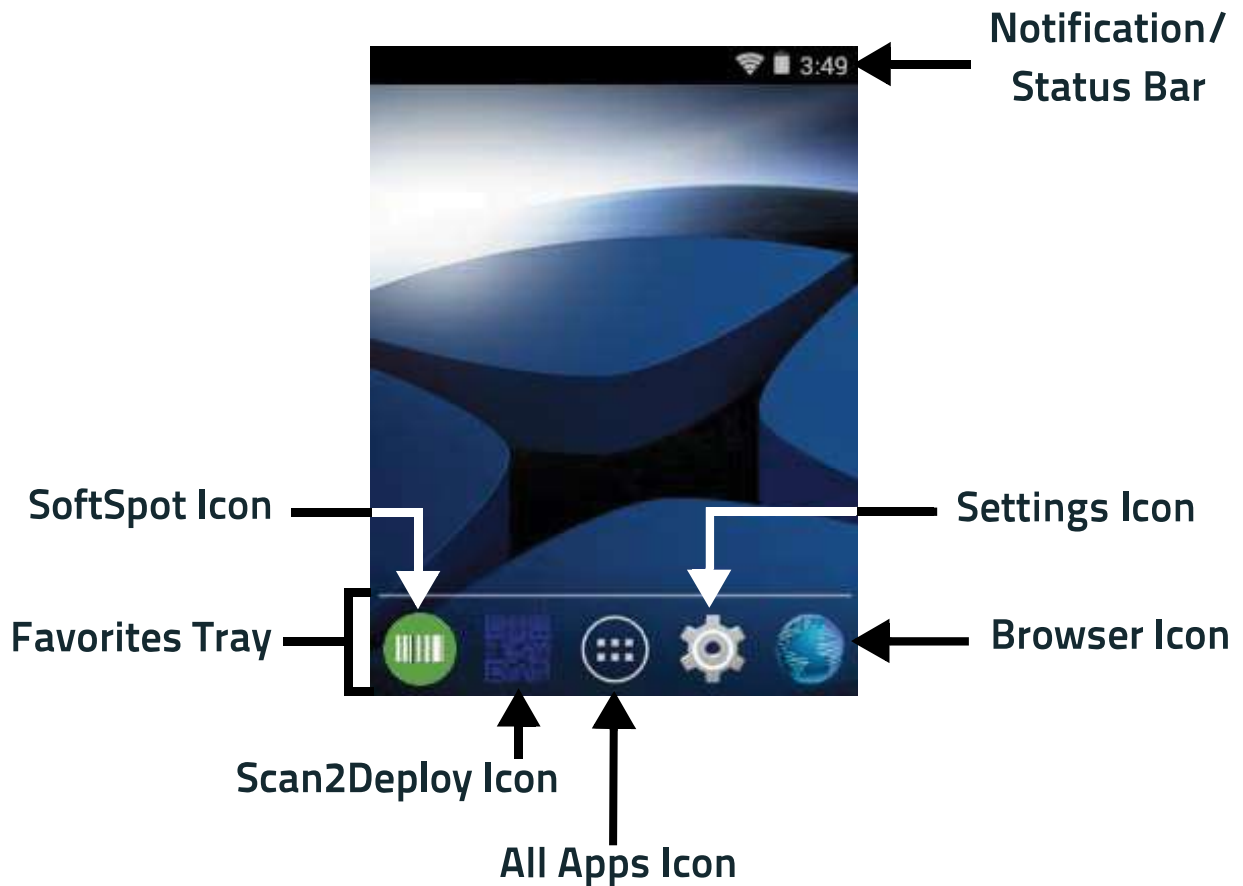 Notification/
Status Bar
3:49
SoftSpot Icon
Settings Icon
Favorites Tray
Browser Icon
Scan2Deploy Icon
All Apps Icon